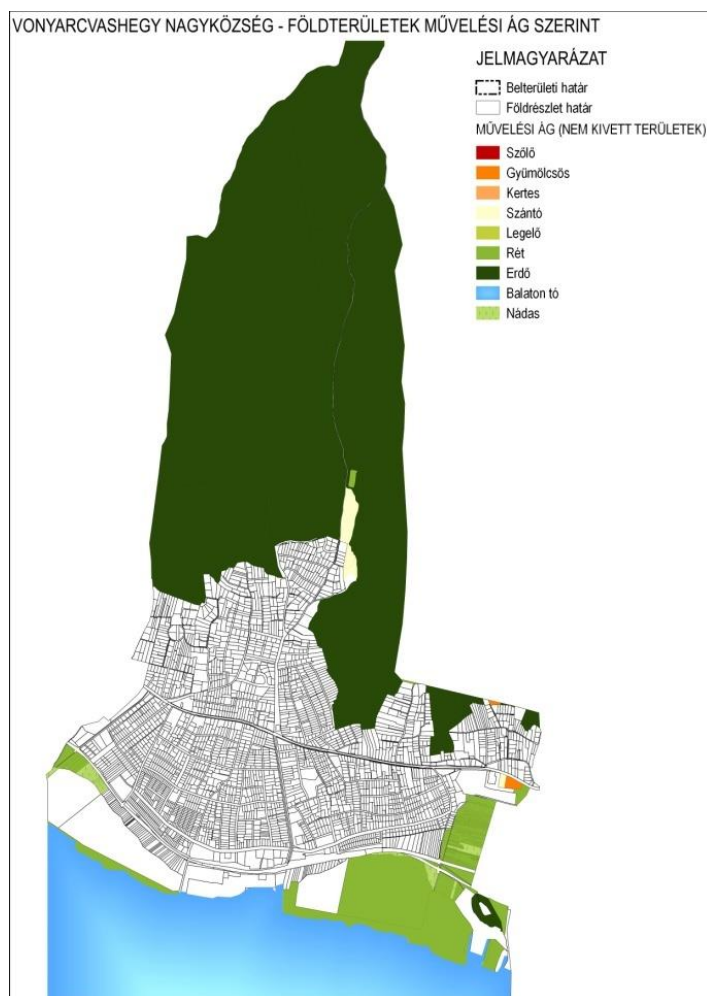 VONYARCVASHEGY NAGYKÖZSÉG - FÖLDTERÜLETEK MŰVELÉSI ÁG SZERINT
JELMAGYARÁZAT
Belterületi határ
Földrészlet határ
MŰVELÉSI ÁG (NEM KIVETT TERÜLETEK)
Szőlő
Gyümölcsös
Kertes
Szántó
Legelő
Rét
Erdő
Balaton tó
Nádas